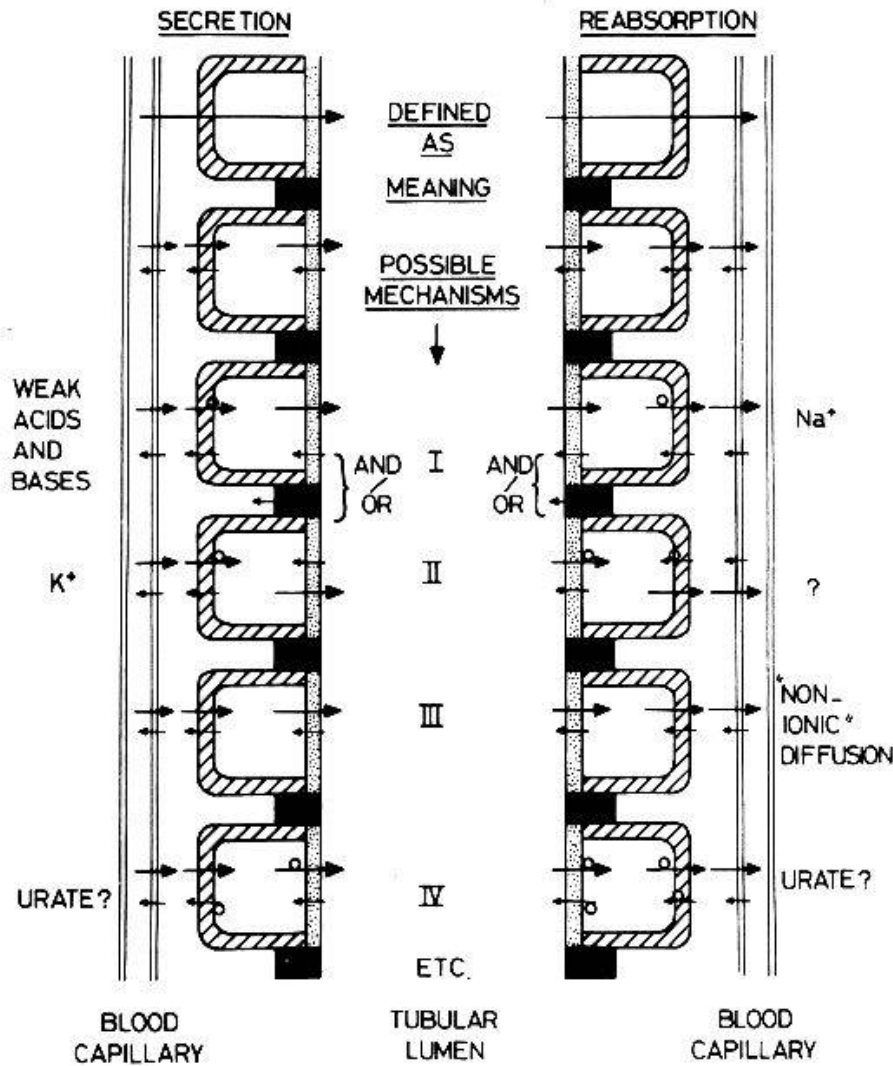 SECRETION
REABSORPTION
DEFINED
AS
MEANING
POSSIBLE
MECHANISMS
WEAK
ACIDS
AND
BASES
I
AND/
OR
AND/
OR
Na⁺
K⁺
II
?
III
"NON-
IONIC"
DIFFUSION
URATE?
IV
URATE?
ETC.
BLOOD
CAPILLARY
TUBULAR
LUMEN
BLOOD
CAPILLARY